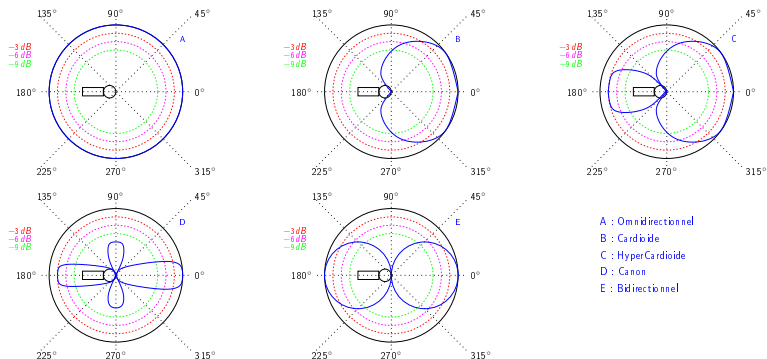 135° 90° 45°
A
−3 dB
−6 dB
−9 dB
180° 0°
225° 270° 315°
135° 90° 45°
B
−3 dB
−6 dB
−9 dB
180° 0°
225° 270° 315°
135° 90° 45°
C
−3 dB
−6 dB
−9 dB
180° 0°
225° 270° 315°
135° 90° 45°
D
−3 dB
−6 dB
−9 dB
180° 0°
225° 270° 315°
135° 90° 45°
E
−3 dB
−6 dB
−9 dB
180° 0°
225° 270° 315°
A : Omnidirectionnel
B : Cardioide
C : HyperCardioide
D : Canon
E : Bidirectionnel